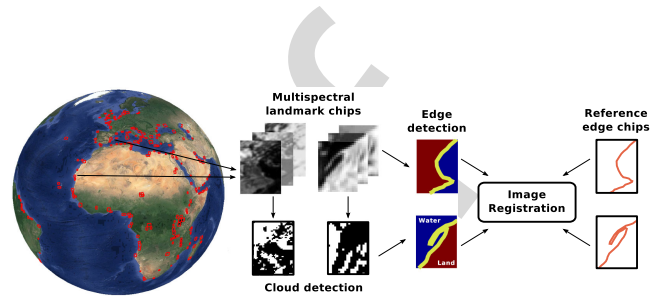 Multispectral
landmark chips
Edge
detection
Reference
edge chips
Image
Registration
Water
Land
Cloud detection